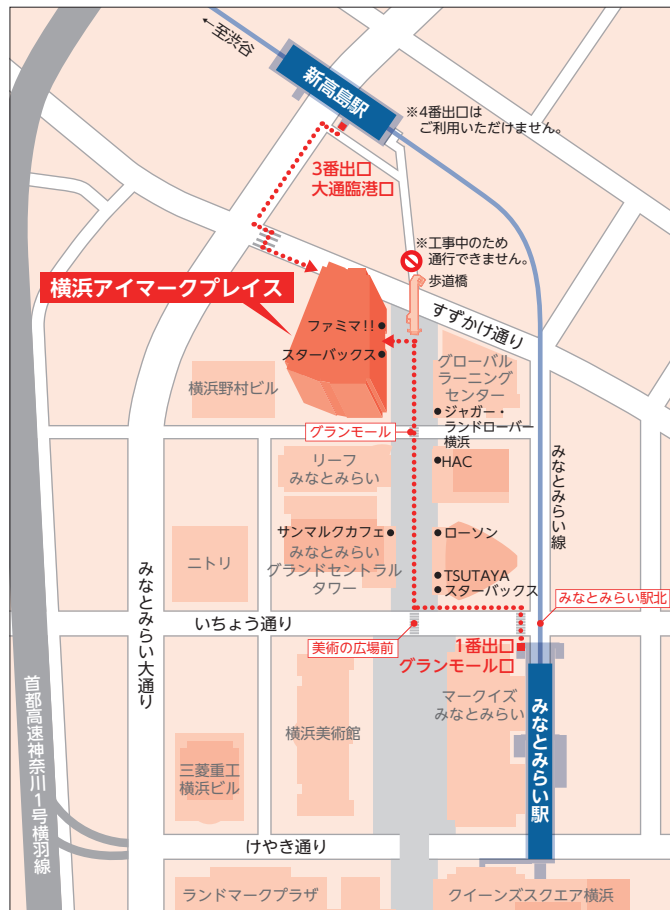 ←至渋谷
新高島駅
※4番出口は
ご利用いただけません。
3番出口
大通臨港口
※工事中のため
通行できません。
歩道橋
横浜アイマークプレイス
すずかけ通り
ファミマ!!
スターバックス
グローバル
ラーニング
センター
横浜野村ビル
ジャガー・
ランドローバー
横浜
グランモール
みなとみらい線
リーフ
みなとみらい
HAC
サンマルクカフェ
みなとみらい
グランドセントラル
タワー
ローソン
ニトリ
TSUTAYA
スターバックス
みなとみらい大通り
みなとみらい駅北
いちょう通り
美術の広場前
1番出口
グランモール口
首都高速神奈川1号横羽線
マークイズ
みなとみらい
みなとみらい駅
横浜美術館
三菱重工
横浜ビル
けやき通り
ランドマークプラザ
クイーンズスクエア横浜